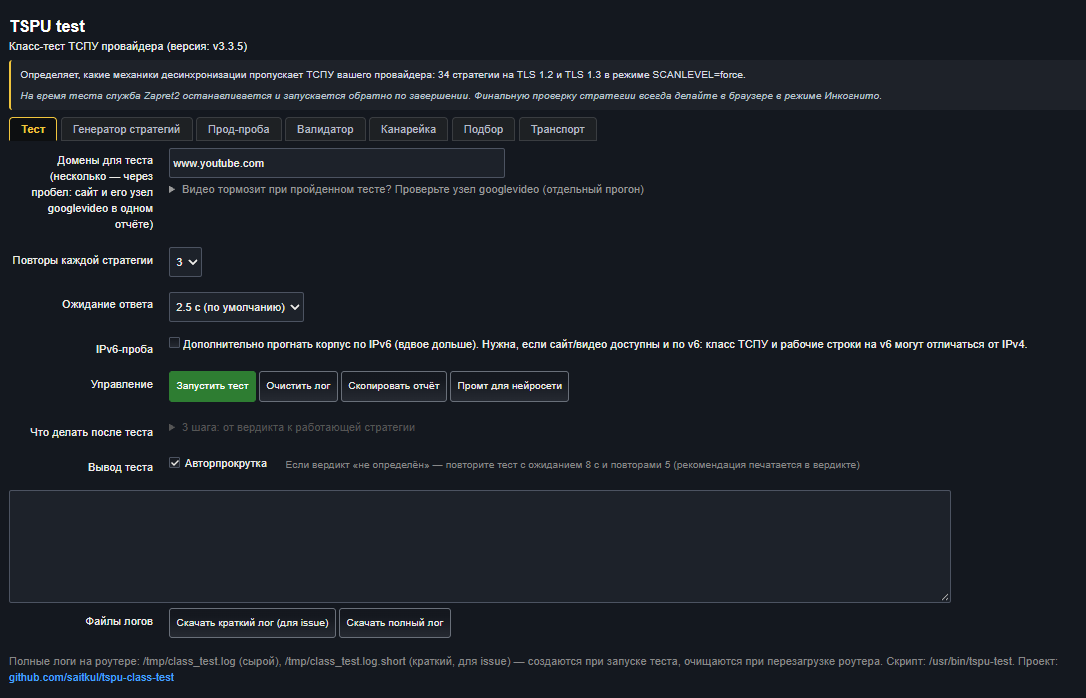 TSPU test
Класс-тест ТСПУ провайдера (версия: v3.3.5)
Определяет, какие механики десинхронизации пропускает ТСПУ вашего провайдера: 34 стратегии на TLS 1.2 и TLS 1.3 в режиме SCANLEVEL=force.
На время теста служба Zapret2 останавливается и запускается обратно по завершении. Финальную проверку стратегии всегда делайте в браузере в режиме Инкогнито.
Тест Генератор стратегий Прод-проба Валидатор Канарейка Подбор Транспорт
Домены для теста
(несколько — через
пробел: сайт и его узел
googlevideo в одном
отчёте)
www.youtube.com
Видео тормозит при пройденном тесте? Проверьте узел googlevideo (отдельный прогон)
Повторы каждой стратегии
3
Ожидание ответа
2.5 с (по умолчанию)
IPv6-проба
Дополнительно прогнать корпус по IPv6 (вдвое дольше). Нужна, если сайт/видео доступны и по v6: класс ТСПУ и рабочие строки на v6 могут отличаться от IPv4.
Управление
Запустить тест Очистить лог Скопировать отчёт Промт для нейросети
Что делать после теста
3 шага: от вердикта к работающей стратегии
Вывод теста
Авторпрокрутка
Если вердикт «не определён» — повторите тест с ожиданием 8 с и повторами 5 (рекомендация печатается в вердикте)
Файлы логов
Скачать краткий лог (для issue) Скачать полный лог
Полные логи на роутере: /tmp/class_test.log (сырой), /tmp/class_test.log.short (краткий, для issue) — создаются при запуске теста, очищаются при перезагрузке роутера. Скрипт: /usr/bin/tspu-test. Проект:
github.com/saitkul/tspu-class-test